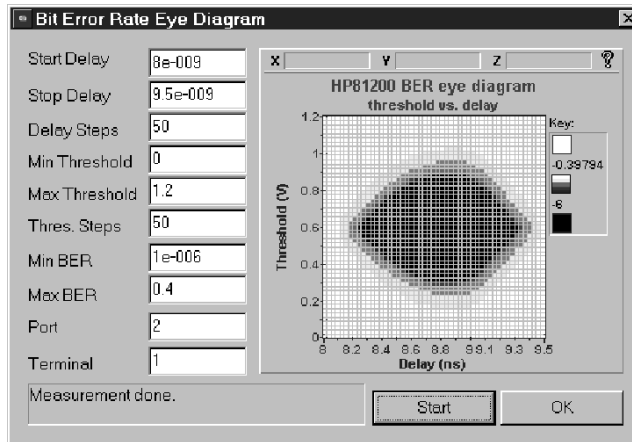 Bit Error Rate Eye Diagram
Start Delay 8e-009
Stop Delay 9.5e-009
Delay Steps 50
Min Threshold 0
Max Threshold 1.2
Thres. Steps 50
Min BER 1e-006
Max BER 0.4
Port 2
Terminal 1
X Y Z ?
HP81200 BER eye diagram
threshold vs. delay
Threshold (V)
1.2
1
0.8
0.6
0.4
0.2
0
8 8.2 8.4 8.6 8.8 9 9.1 9.3 9.5
Delay (ns)
Key:
-0.39794
-6
Measurement done.
Start OK